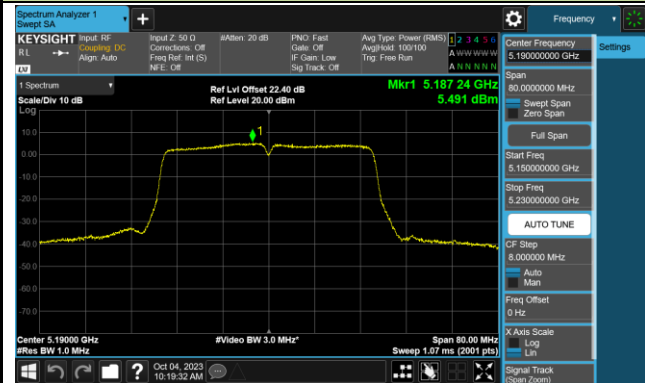 Spectrum Analyzer 1
Swept SA
Frequency
KEYSIGHT
Input: RF
Input Z: 50 Ω
#Atten: 20 dB
PNO: Fast
Avg Type: Power (RMS)
1 2 3 4 5 6
RL
Coupling: DC
Corrections: Off
Gate: Off
Avg|Hold: 100/100
A W W W W W
Align: Auto
Freq Ref: Int (S)
IF Gain: Low
Trig: Free Run
NFE: Off
Sig Track: Off
A N N N N N
LXI
1 Spectrum
Scale/Div 10 dB
Ref Lvl Offset 22.40 dB
Ref Level 20.00 dBm
Mkr1 5.187 24 GHz
5.491 dBm
Log
10.0
0.00
-10.0
-20.0
-30.0
-40.0
-50.0
-60.0
-70.0
1
Center 5.19000 GHz
#Video BW 3.0 MHz*
Span 80.00 MHz
#Res BW 1.0 MHz
Sweep 1.07 ms (2001 pts)
Oct 04, 2023
10:19:32 AM
Center Frequency
5.190000000 GHz
Settings
Span
80.0000000 MHz
Swept Span
Zero Span
Full Span
Start Freq
5.150000000 GHz
Stop Freq
5.230000000 GHz
AUTO TUNE
CF Step
8.000000 MHz
Auto
Man
Freq Offset
0 Hz
X Axis Scale
Log
Lin
Signal Track
(Span Zoom)